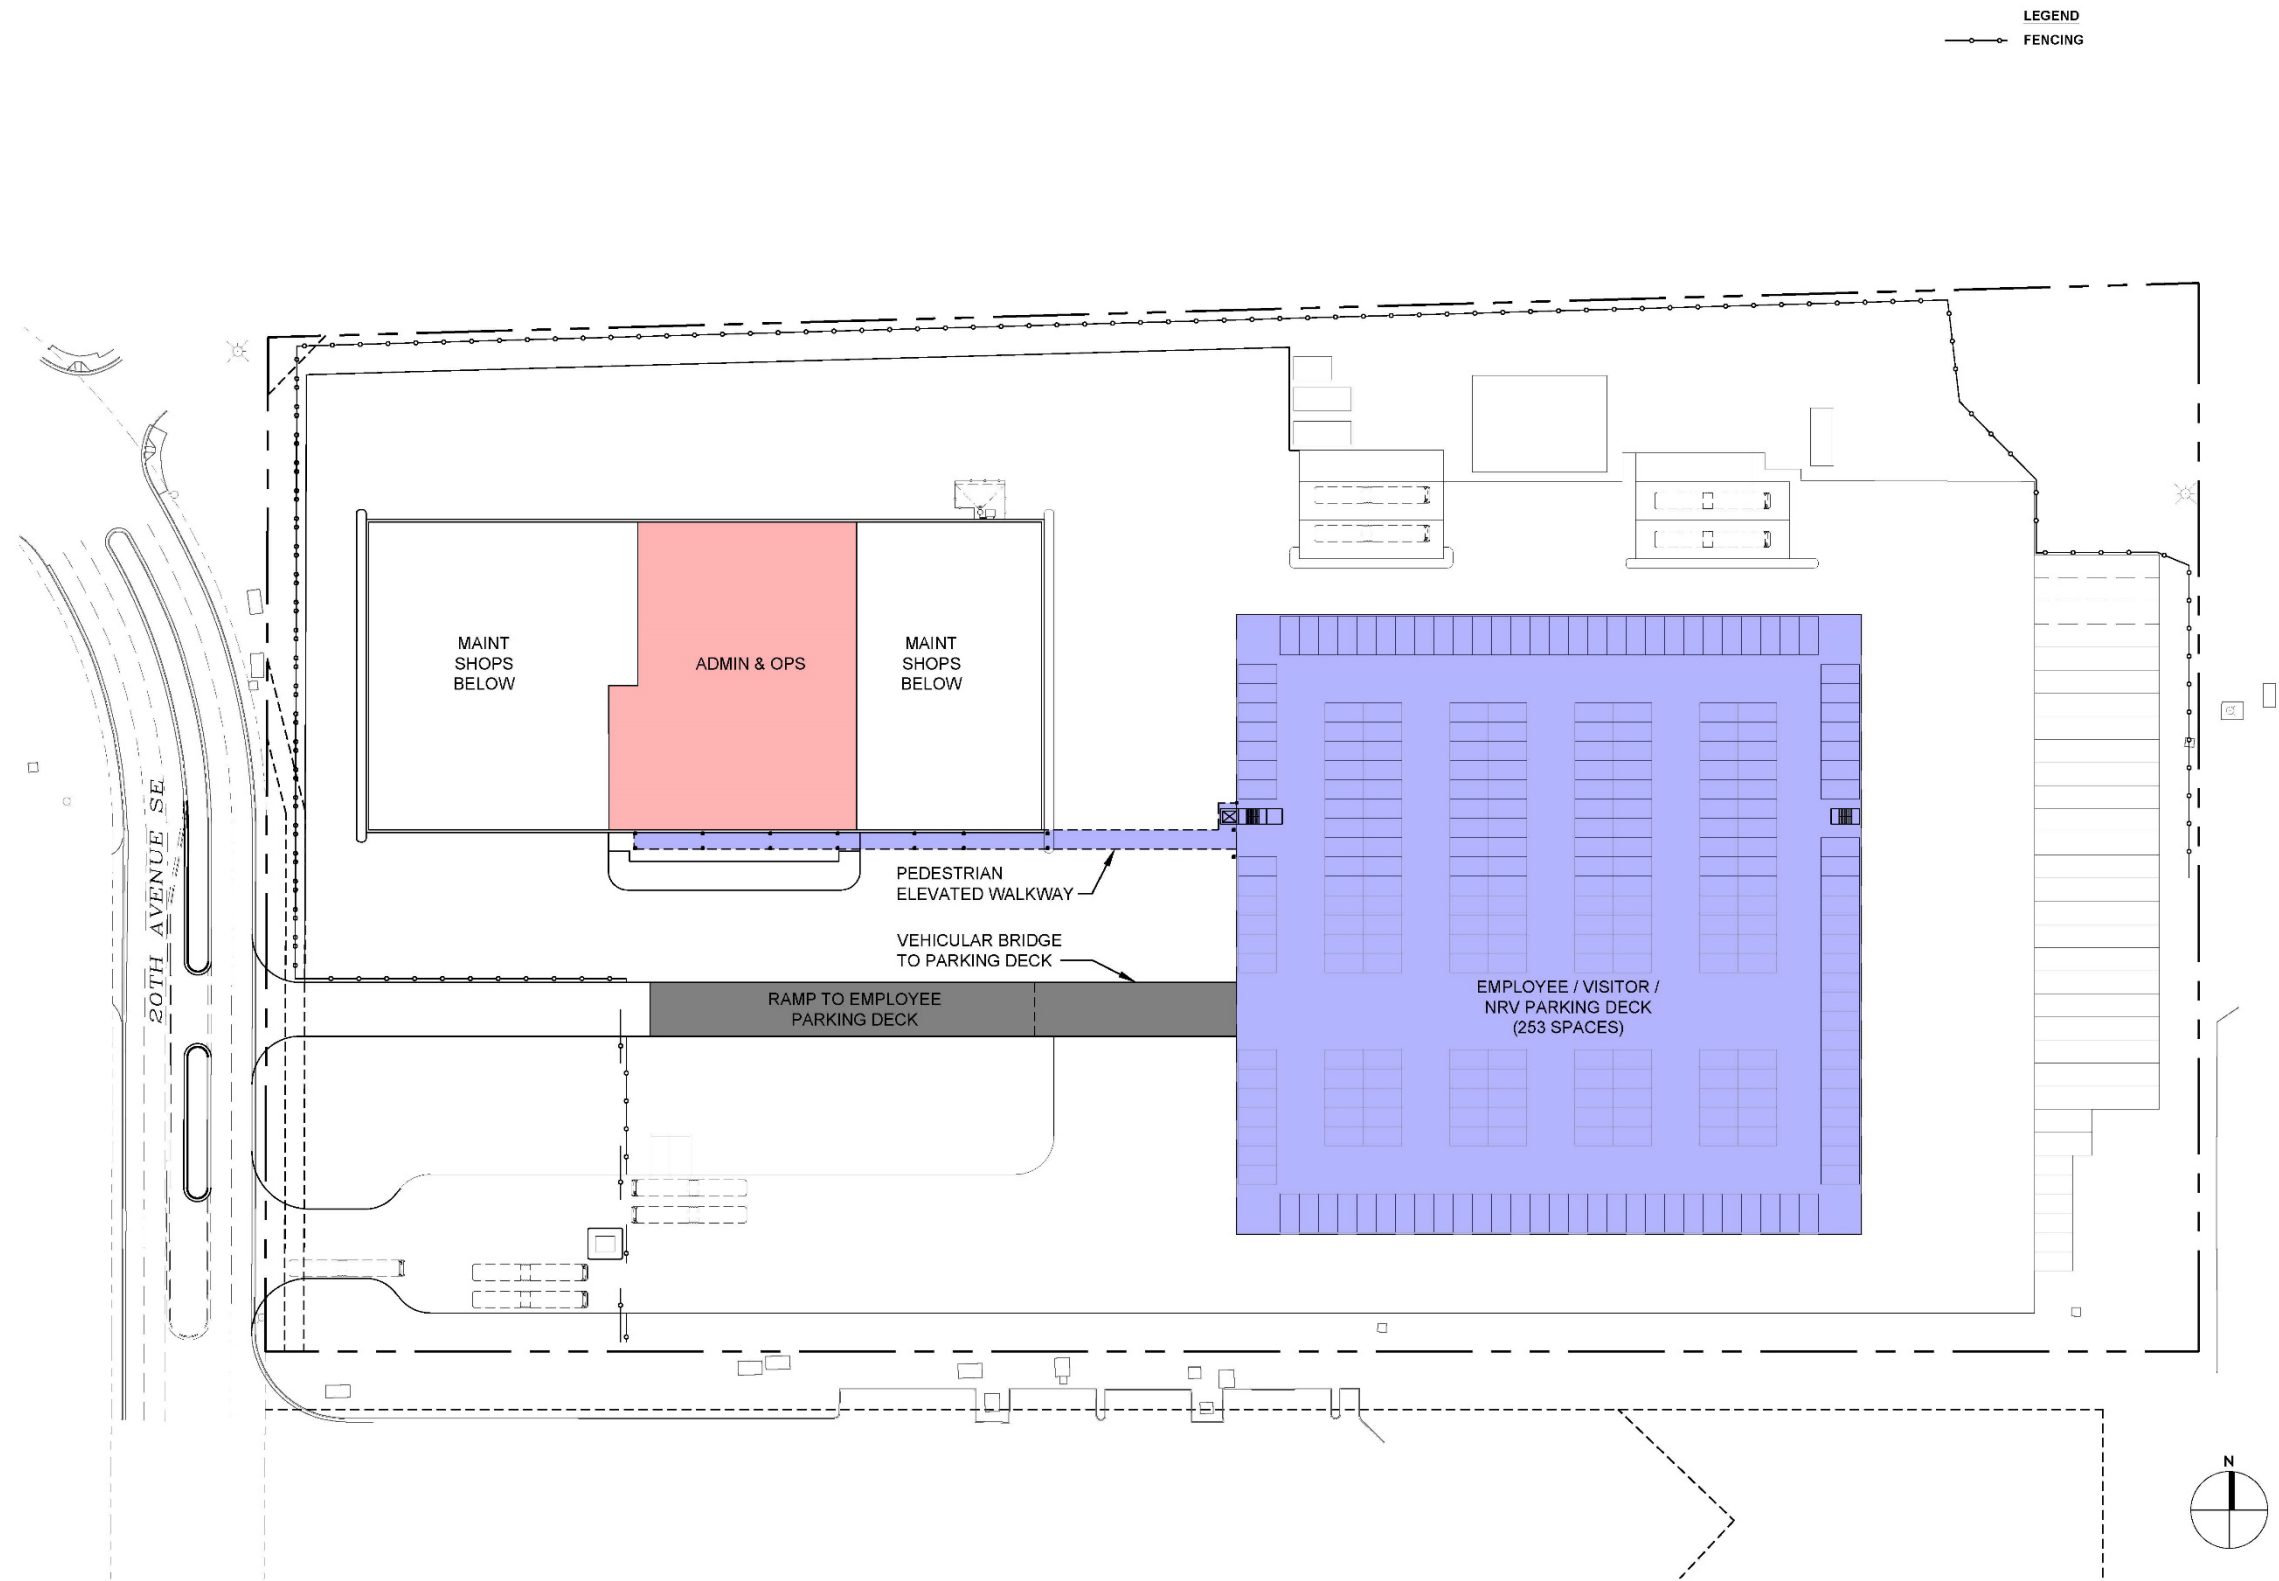 LEGEND
FENCING
MAINT
SHOPS
BELOW
ADMIN & OPS
MAINT
SHOPS
BELOW
20TH AVENUE SE
PEDESTRIAN
ELEVATED WALKWAY
VEHICULAR BRIDGE
TO PARKING DECK
RAMP TO EMPLOYEE
PARKING DECK
EMPLOYEE / VISITOR /
NRV PARKING DECK
(253 SPACES)
N